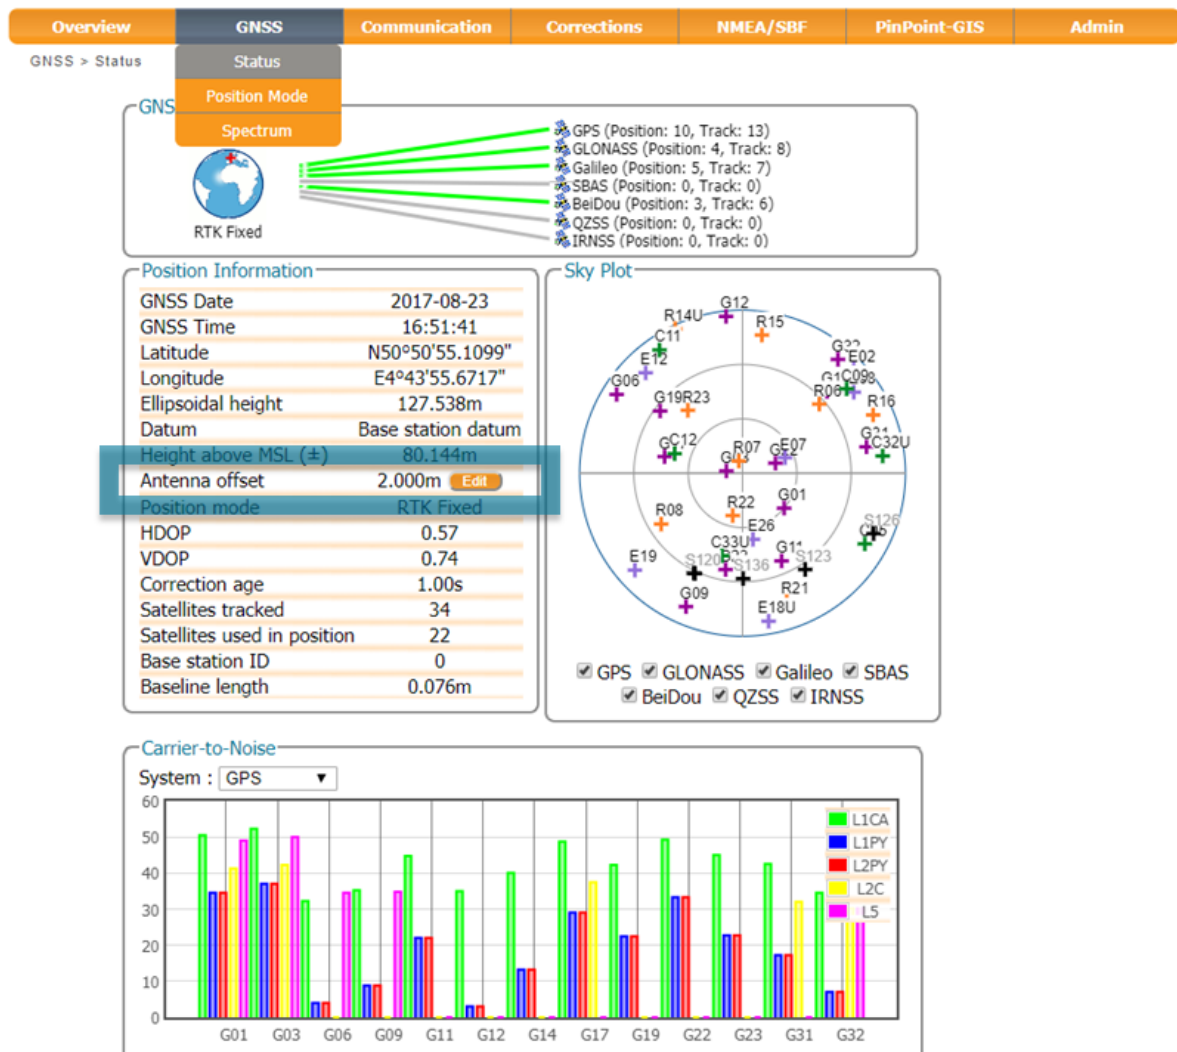 Overview GNSS Communication Corrections NMEA/SBF PinPoint-GIS Admin
GNSS > Status
Status
Position Mode
Spectrum
GPS (Position: 10, Track: 13)
GLONASS (Position: 4, Track: 8)
Galileo (Position: 5, Track: 7)
SBAS (Position: 0, Track: 0)
BeiDou (Position: 3, Track: 6)
QZSS (Position: 0, Track: 0)
IRNSS (Position: 0, Track: 0)
RTK Fixed
Position Information
GNSS Date 2017-08-23
GNSS Time 16:51:41
Latitude N50°50'55.1099"
Longitude E4°43'55.6717"
Ellipsoidal height 127.538m
Datum Base station datum
Height above MSL (±) 80.144m
Antenna offset 2.000m Edit
Position mode RTK Fixed
HDOP 0.57
VDOP 0.74
Correction age 1.00s
Satellites tracked 34
Satellites used in position 22
Base station ID 0
Baseline length 0.076m
Sky Plot
G12
R14U R15
C11
E12 E02
G06 C09
G19 R23 R16
C12 C32U
R07 E07
G01
R08 R22 S126
E26
C33U G11
E19 S120 S136 S123
G09 R21
E18U
GPS GLONASS Galileo SBAS
BeiDou QZSS IRNSS
Carrier-to-Noise
System : GPS
60
50
40
30
20
10
0
L1CA
L1PY
L2PY
L2C
L5
G01 G03 G06 G09 G11 G12 G14 G17 G19 G22 G23 G31 G32